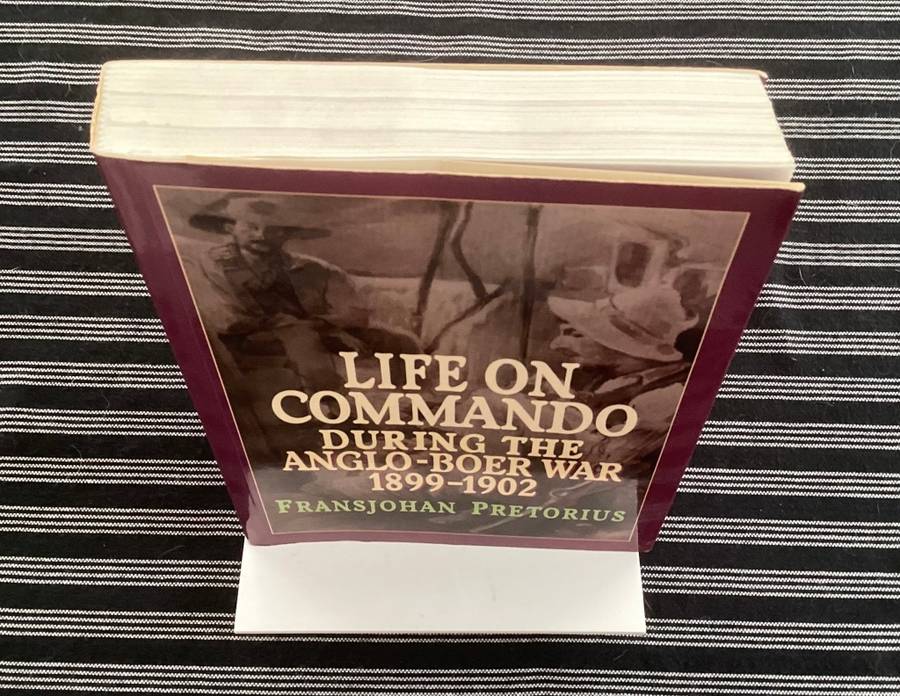 LIFE ON
COMMANDO
DURING THE
ANGLO-BOER WAR
1899-1902
FRANSJOHAN PRETORIUS